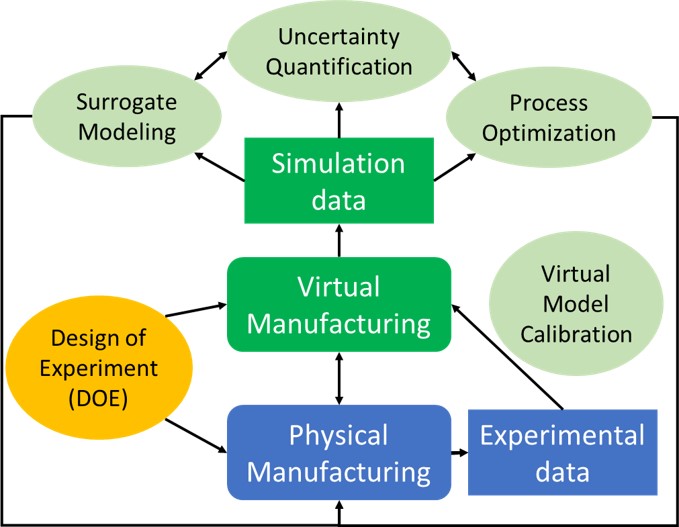 Uncertainty
Quantification
Surrogate
Modeling
Process
Optimization
Simulation
data
Virtual
Manufacturing
Virtual
Model
Calibration
Design of
Experiment
(DOE)
Physical
Manufacturing
Experimental
data